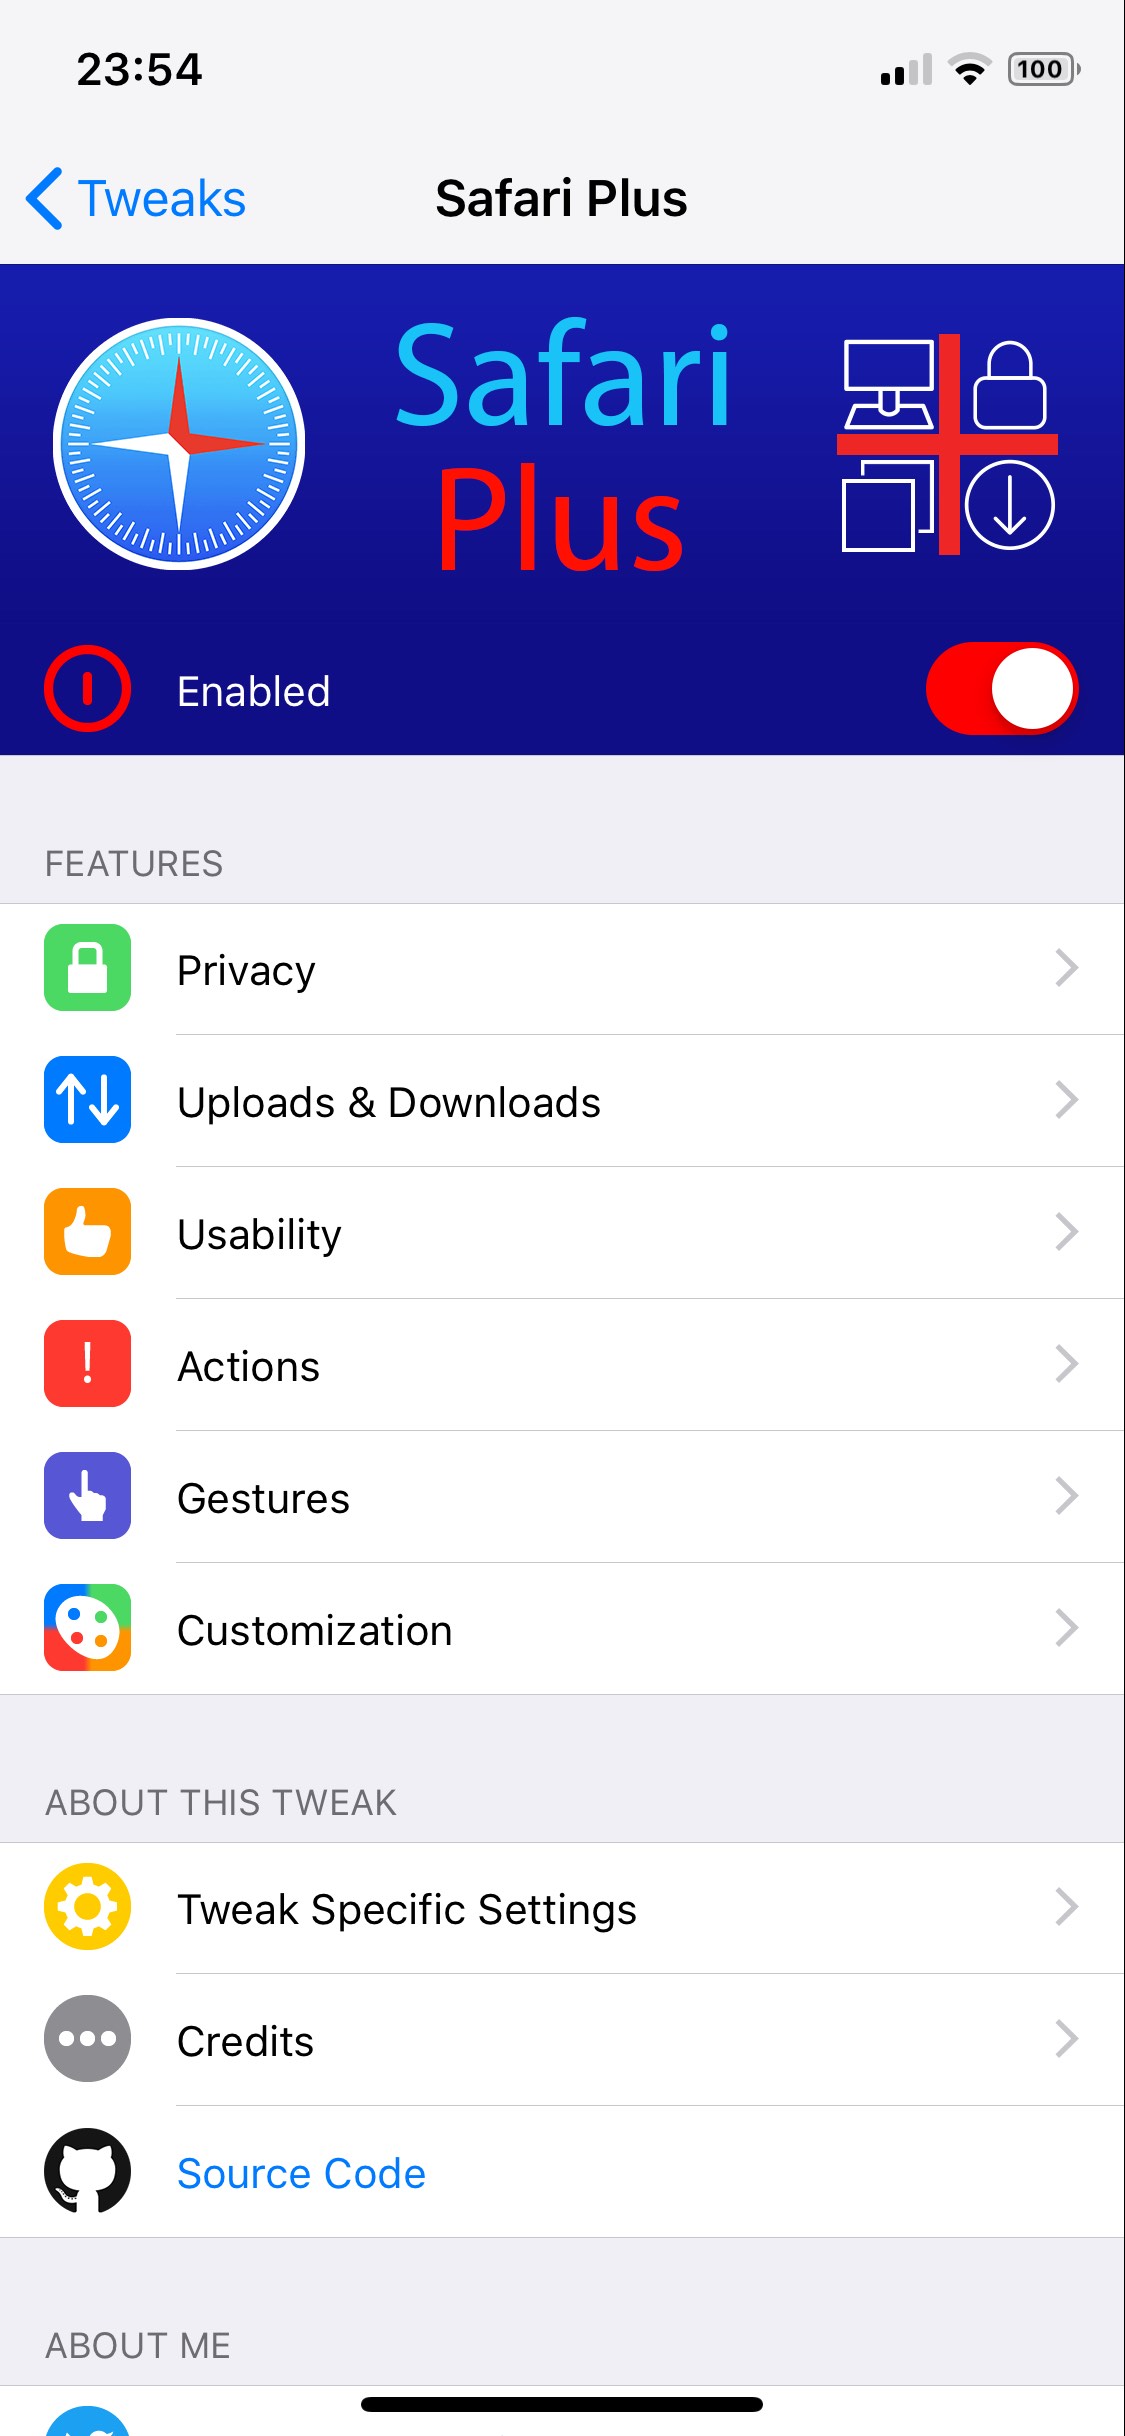 23:54
100
Tweaks
Safari Plus
Safari
Plus
Enabled
FEATURES
Privacy
Uploads & Downloads
Usability
Actions
Gestures
Customization
ABOUT THIS TWEAK
Tweak Specific Settings
Credits
Source Code
ABOUT ME